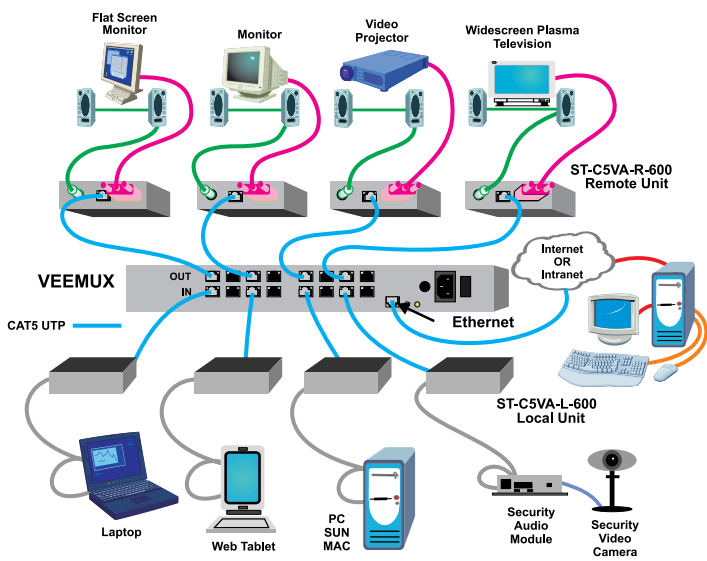 Flat Screen
Monitor
Monitor
Video
Projector
Widescreen Plasma
Television
ST-C5VA-R-600
Remote Unit
Internet
OR
Intranet
VEEMUX
OUT
IN
Ethernet
CAT5 UTP
ST-C5VA-L-600
Local Unit
Laptop
Web Tablet
PC
SUN
MAC
Security
Audio
Module
Security
Video
Camera